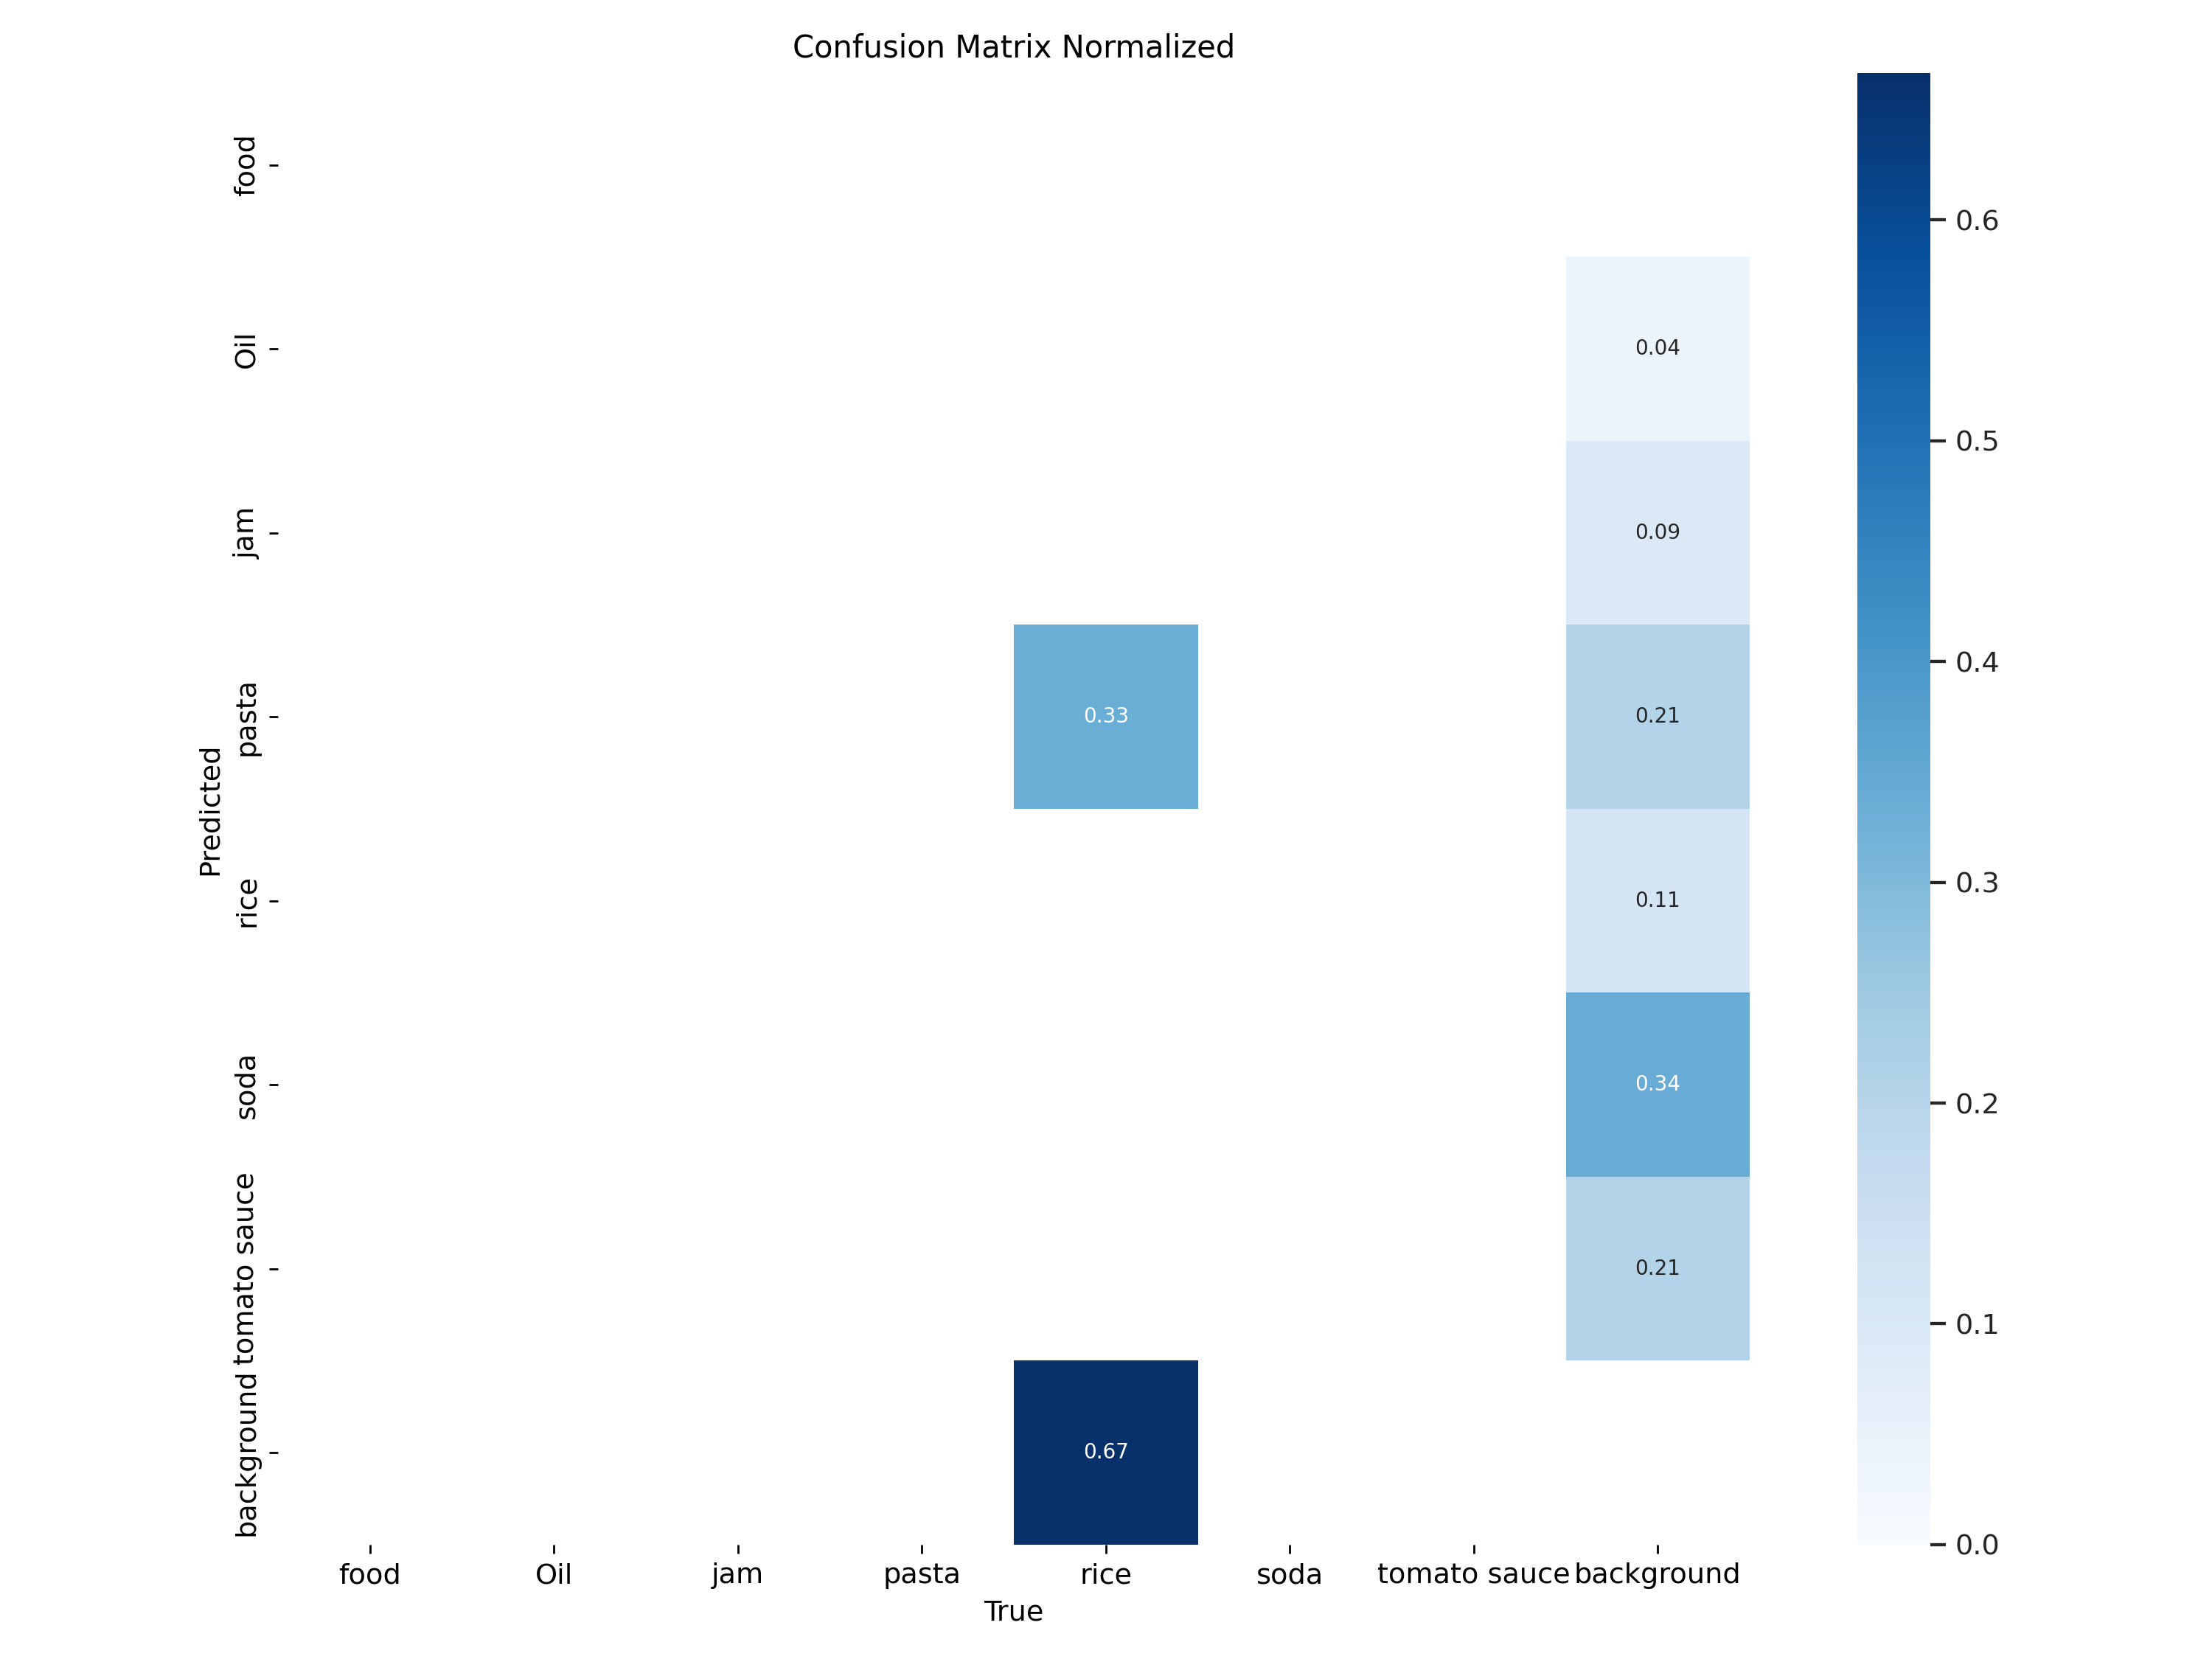 Confusion Matrix Normalized
food
Oil
0.04
jam
0.09
pasta
0.33
0.21
rice
0.11
soda
0.34
tomato sauce
0.21
background
0.67
Predicted
food
Oil
jam
pasta
rice
soda
tomato sauce
background
True
0.6
0.5
0.4
0.3
0.2
0.1
0.0